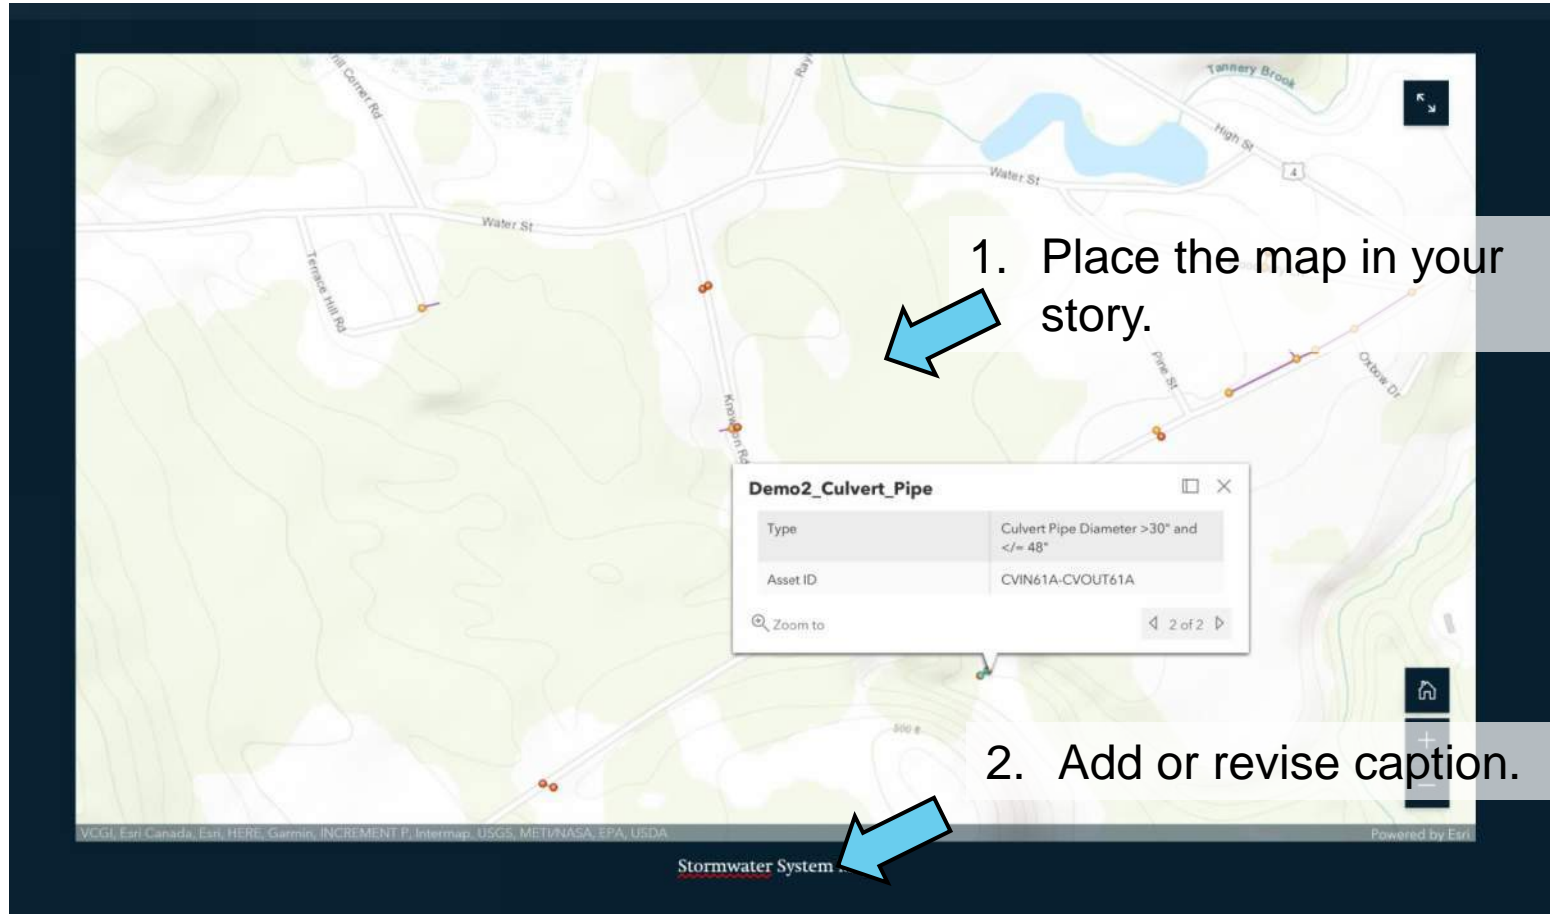 Tannery Brook
High St
4
Water St
Water St
Terrace Hill Rd
1. Place the map in your
story.
Pine St
Oxbow Dr
Demo2_Culvert_Pipe
Type
Culvert Pipe Diameter >30" and
</= 48"
Asset ID
CVIN61A-CVOUT61A
Zoom to
2 of 2
2. Add or revise caption.
VCGI, Esri Canada, Esri, HERE, Garmin, INCREMENT P, Intermap, USGS, METI/NASA, EPA, USDA
Powered by Esri
Stormwater System